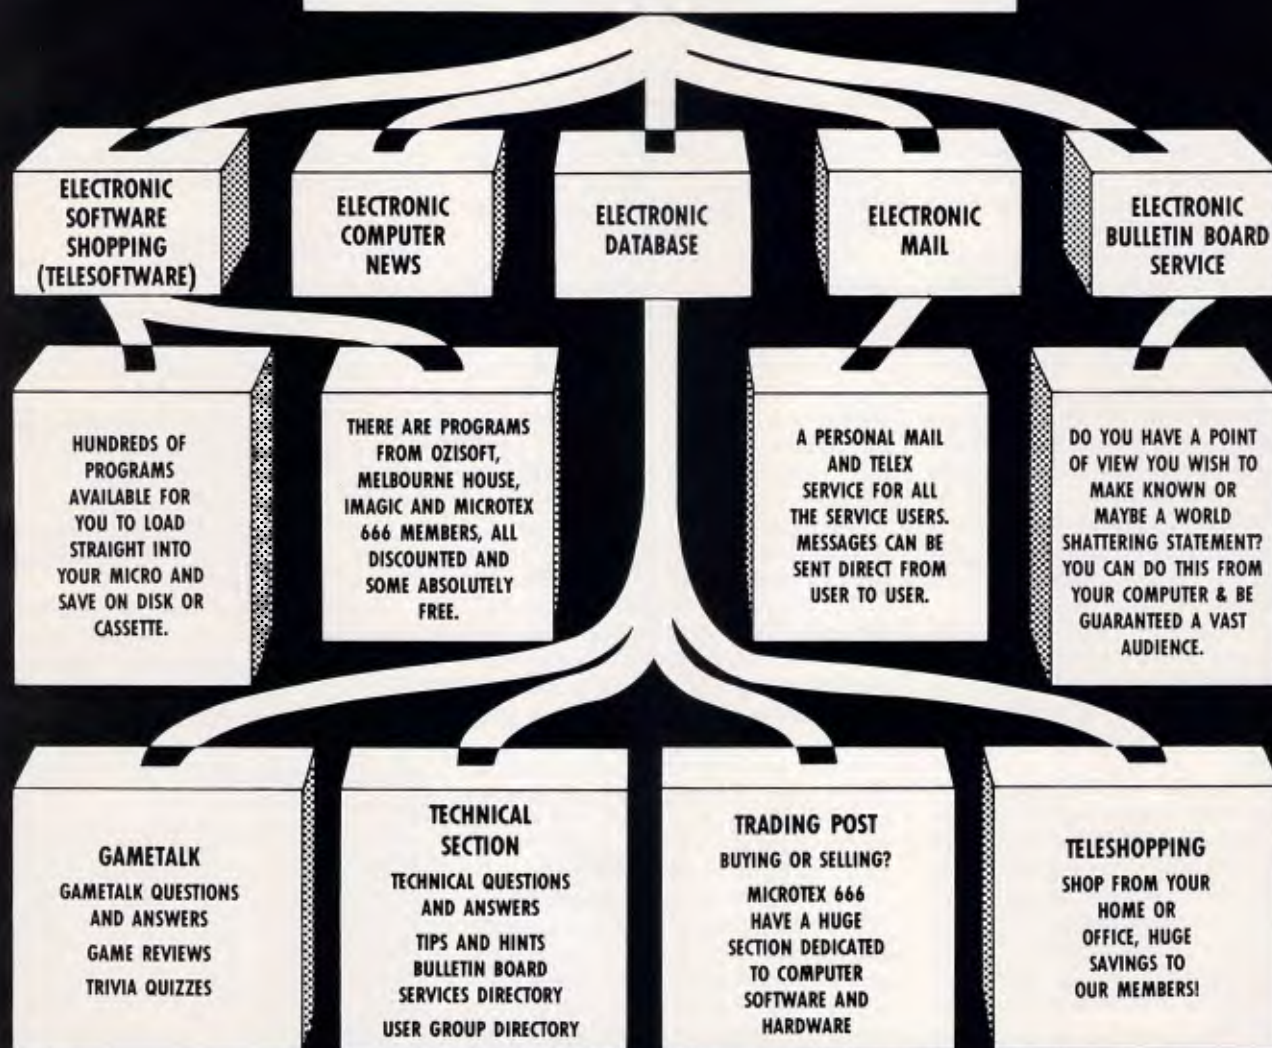 ELECTRONIC
SOFTWARE
SHOPPING
(TELESOFTWARE)
ELECTRONIC
COMPUTER
NEWS
ELECTRONIC
DATABASE
ELECTRONIC
MAIL
ELECTRONIC
BULLETIN BOARD
SERVICE
HUNDREDS OF
PROGRAMS
AVAILABLE FOR
YOU TO LOAD
STRAIGHT INTO
YOUR MICRO AND
SAVE ON DISK OR
CASSETTE.
THERE ARE PROGRAMS
FROM OZISOFT,
MELBOURNE HOUSE,
IMAGIC AND MICROTEX
666 MEMBERS, ALL
DISCOUNTED AND
SOME ABSOLUTELY
FREE.
A PERSONAL MAIL
AND TELEX
SERVICE FOR ALL
THE SERVICE USERS.
MESSAGES CAN BE
SENT DIRECT FROM
USER TO USER.
DO YOU HAVE A POINT
OF VIEW YOU WISH TO
MAKE KNOWN OR
MAYBE A WORLD
SHATTERING STATEMENT?
YOU CAN DO THIS FROM
YOUR COMPUTER & BE
GUARANTEED A VAST
AUDIENCE.
GAMETALK
GAMETALK QUESTIONS
AND ANSWERS
GAME REVIEWS
TRIVIA QUIZZES
TECHNICAL
SECTION
TECHNICAL QUESTIONS
AND ANSWERS
TIPS AND HINTS
BULLETIN BOARD
SERVICES DIRECTORY
USER GROUP DIRECTORY
TRADING POST
BUYING OR SELLING?
MICROTEX 666
HAVE A HUGE
SECTION DEDICATED
TO COMPUTER
SOFTWARE AND
HARDWARE
TELESHOPPING
SHOP FROM YOUR
HOME OR
OFFICE, HUGE
SAVINGS TO
OUR MEMBERS!